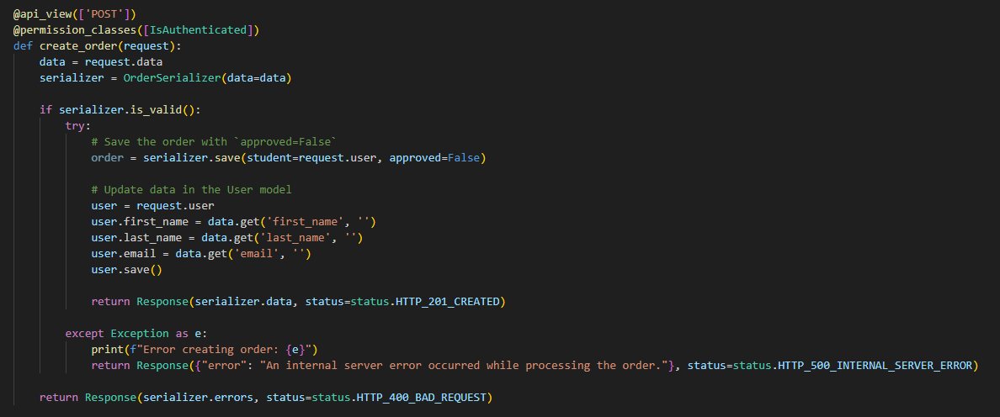 @api_view(['POST'])
@permission_classes([IsAuthenticated])
def create_order(request):
    data = request.data
    serializer = OrderSerializer(data=data)

    if serializer.is_valid():
        try:
            # Save the order with `approved=False`
            order = serializer.save(student=request.user, approved=False)

            # Update data in the User model
            user = request.user
            user.first_name = data.get('first_name', '')
            user.last_name = data.get('last_name', '')
            user.email = data.get('email', '')
            user.save()

            return Response(serializer.data, status=status.HTTP_201_CREATED)

        except Exception as e:
            print(f"Error creating order: {e}")
            return Response({"error": "An internal server error occurred while processing the order."}, status=status.HTTP_500_INTERNAL_SERVER_ERROR)

    return Response(serializer.errors, status=status.HTTP_400_BAD_REQUEST)